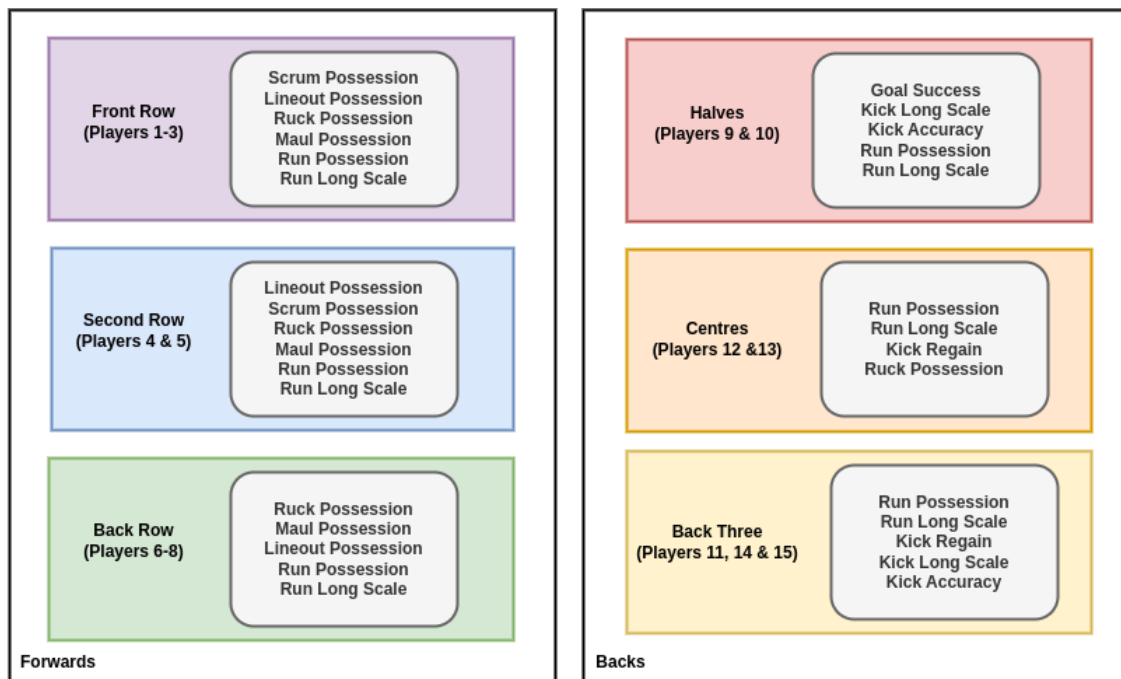 Front Row
(Players 1-3)
Scrum Possession
Lineout Possession
Ruck Possession
Maul Possession
Run Possession
Run Long Scale
Second Row
(Players 4 & 5)
Lineout Possession
Scrum Possession
Ruck Possession
Maul Possession
Run Possession
Run Long Scale
Back Row
(Players 6-8)
Ruck Possession
Maul Possession
Lineout Possession
Run Possession
Run Long Scale
Forwards
Halves
(Players 9 & 10)
Goal Success
Kick Long Scale
Kick Accuracy
Run Possession
Run Long Scale
Centres
(Players 12 &13)
Run Possession
Run Long Scale
Kick Regain
Ruck Possession
Back Three
(Players 11, 14 & 15)
Run Possession
Run Long Scale
Kick Regain
Kick Long Scale
Kick Accuracy
Backs